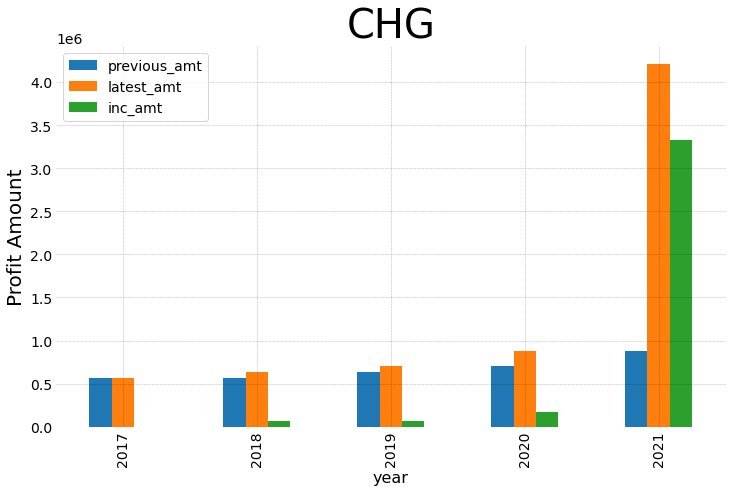 CHG
1e6
previous_amt
latest_amt
inc_amt
4.0
3.5
3.0
2.5
2.0
1.5
1.0
0.5
0.0
Profit Amount
2017
2018
2019
2020
2021
year